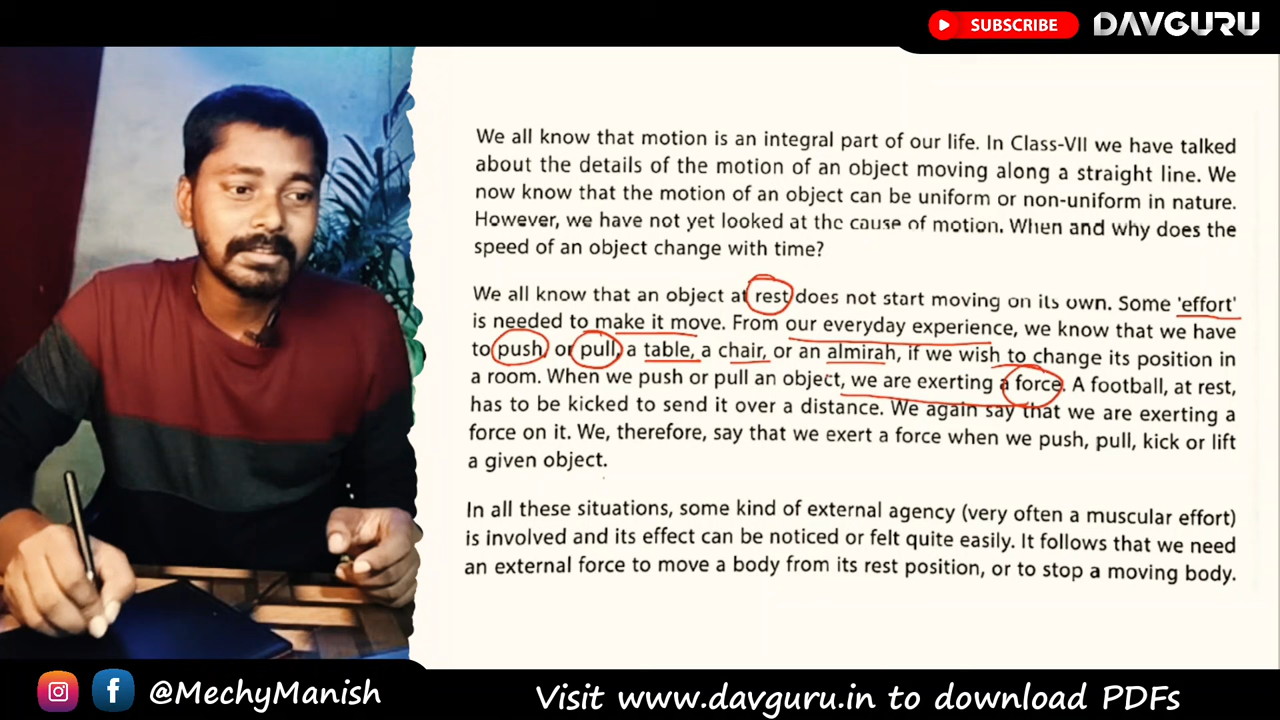 SUBSCRIBE DAVGURU
We all know that motion is an integral part of our life. In Class-VII we have talked
about the details of the motion of an object moving along a straight line. We
now know that the motion of an object can be uniform or non-uniform in nature.
However, we have not yet looked at the cause of motion. When and why does the
speed of an object change with time?
We all know that an object at rest does not start moving on its own. Some 'effort'
is needed to make it move. From our everyday experience, we know that we have
to push, or pull, a table, a chair, or an almirah, if we wish to change its position in
a room. When we push or pull an object, we are exerting a force. A football, at rest,
has to be kicked to send it over a distance. We again say that we are exerting a
force on it. We, therefore, say that we exert a force when we push, pull, kick or lift
a given object.
In all these situations, some kind of external agency (very often a muscular effort)
is involved and its effect can be noticed or felt quite easily. It follows that we need
an external force to move a body from its rest position, or to stop a moving body.
@MechyManish Visit www.davguru.in to download PDFs